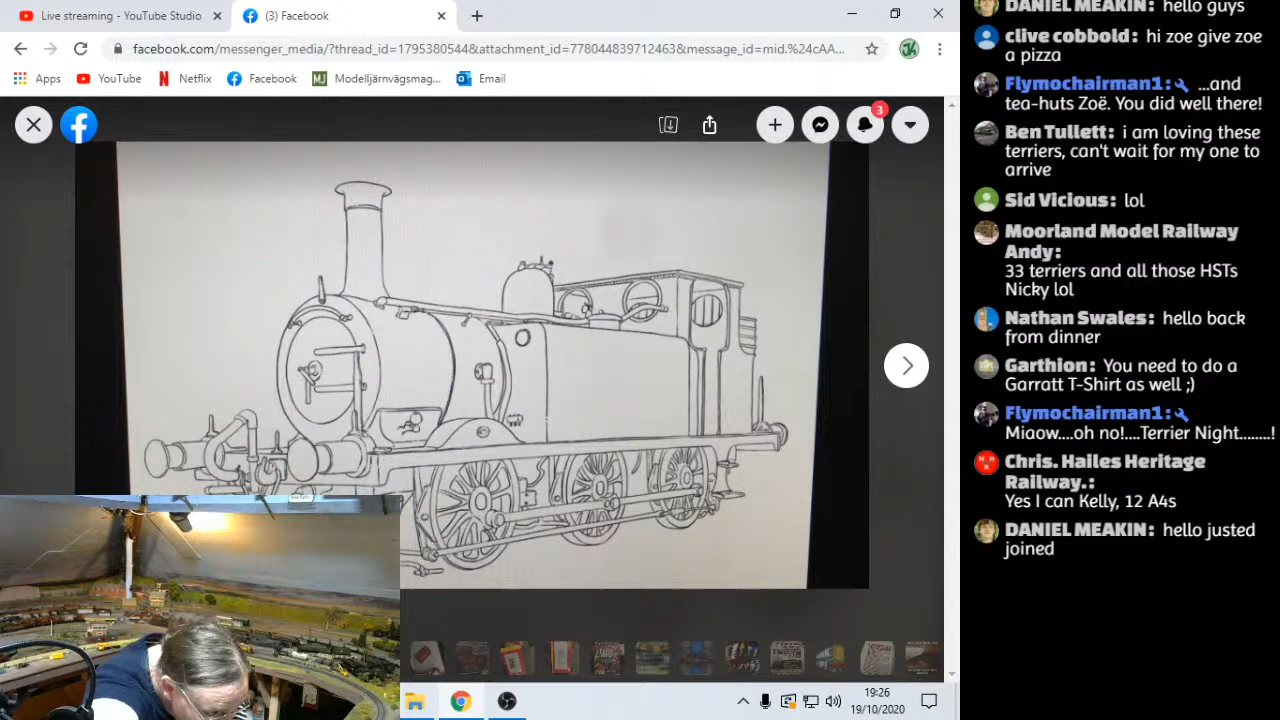 Live streaming - YouTube Studio
(3) Facebook
facebook.com/messenger_media/?thread_id=1795380544&attachment_id=778044839712463&message_id=mid.%24cAA...
Apps
YouTube
Netflix
Facebook
MJ
Modelljärnvägsmag...
Email
3
19:26
19/10/2020
DANIEL MEAKIN: hello guys
clive cobbold: hi zoe give zoe
a pizza
Flymochairman1: ...and
tea-huts Zoë. You did well there!
Ben Tullett: i am loving these
terriers, can't wait for my one to
arrive
Sid Vicious: lol
Moorland Model Railway
Andy:
33 terriers and all those HSTs
Nicky lol
Nathan Swales: hello back
from dinner
Garthion: You need to do a
Garratt T-Shirt as well ;)
Flymochairman1:
Miaow....oh no!....Terrier Night........!
Chris. Hailes Heritage
Railway.:
Yes I can Kelly, 12 A4s
DANIEL MEAKIN: hello justed
joined